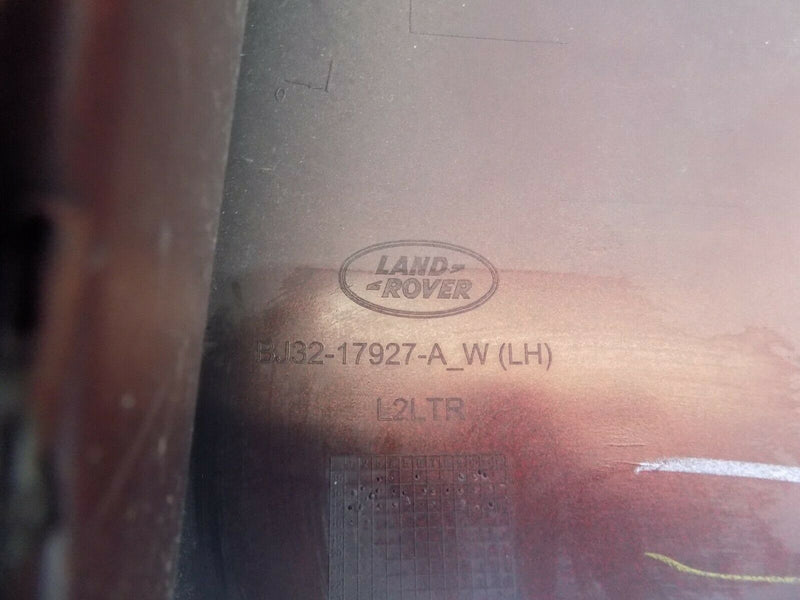 LAND
ROVER
BJ32-17927-A_W (LH)
L2LTR